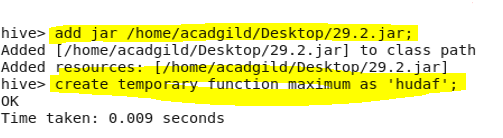 hive> add jar /home/acadgild/Desktop/29.2.jar;
Added [/home/acadgild/Desktop/29.2.jar] to class path
Added resources: [/home/acadgild/Desktop/29.2.jar]
hive> create temporary function maximum as 'hudaf';
OK
Time taken: 0.009 seconds